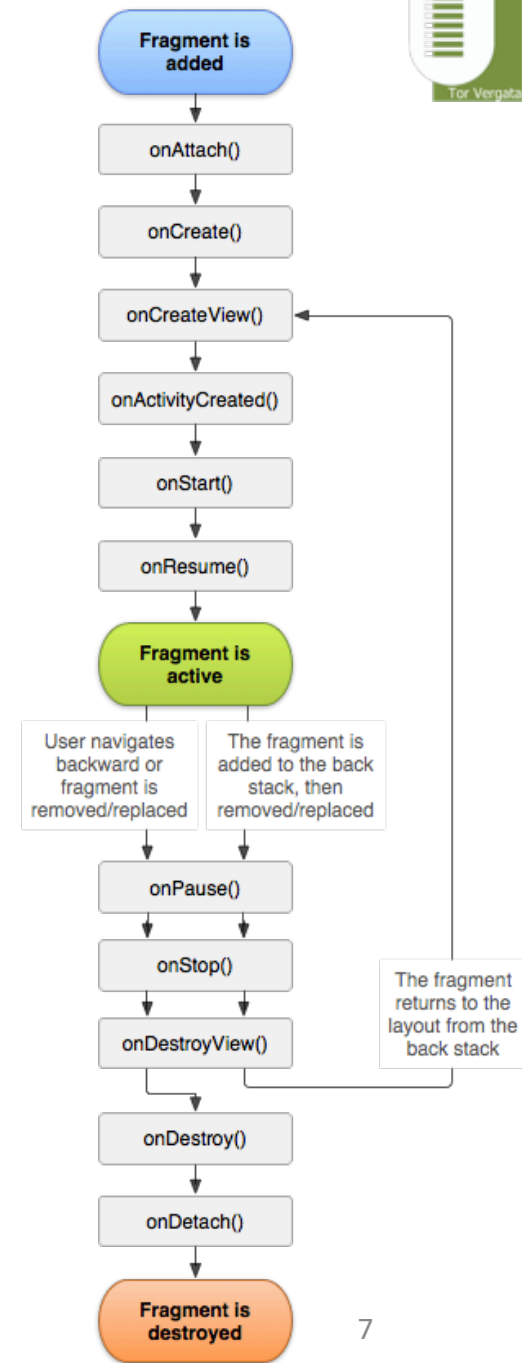 Fragment is
added
Tor Vergata
onAttach()
onCreate()
onCreateView()
onActivityCreated()
onStart()
onResume()
Fragment is
active
User navigates
backward or
fragment is
removed/replaced
The fragment is
added to the back
stack, then
removed/replaced
onPause()
onStop()
onDestroyView()
The fragment
returns to the
layout from the
back stack
onDestroy()
onDetach()
Fragment is
destroyed
7